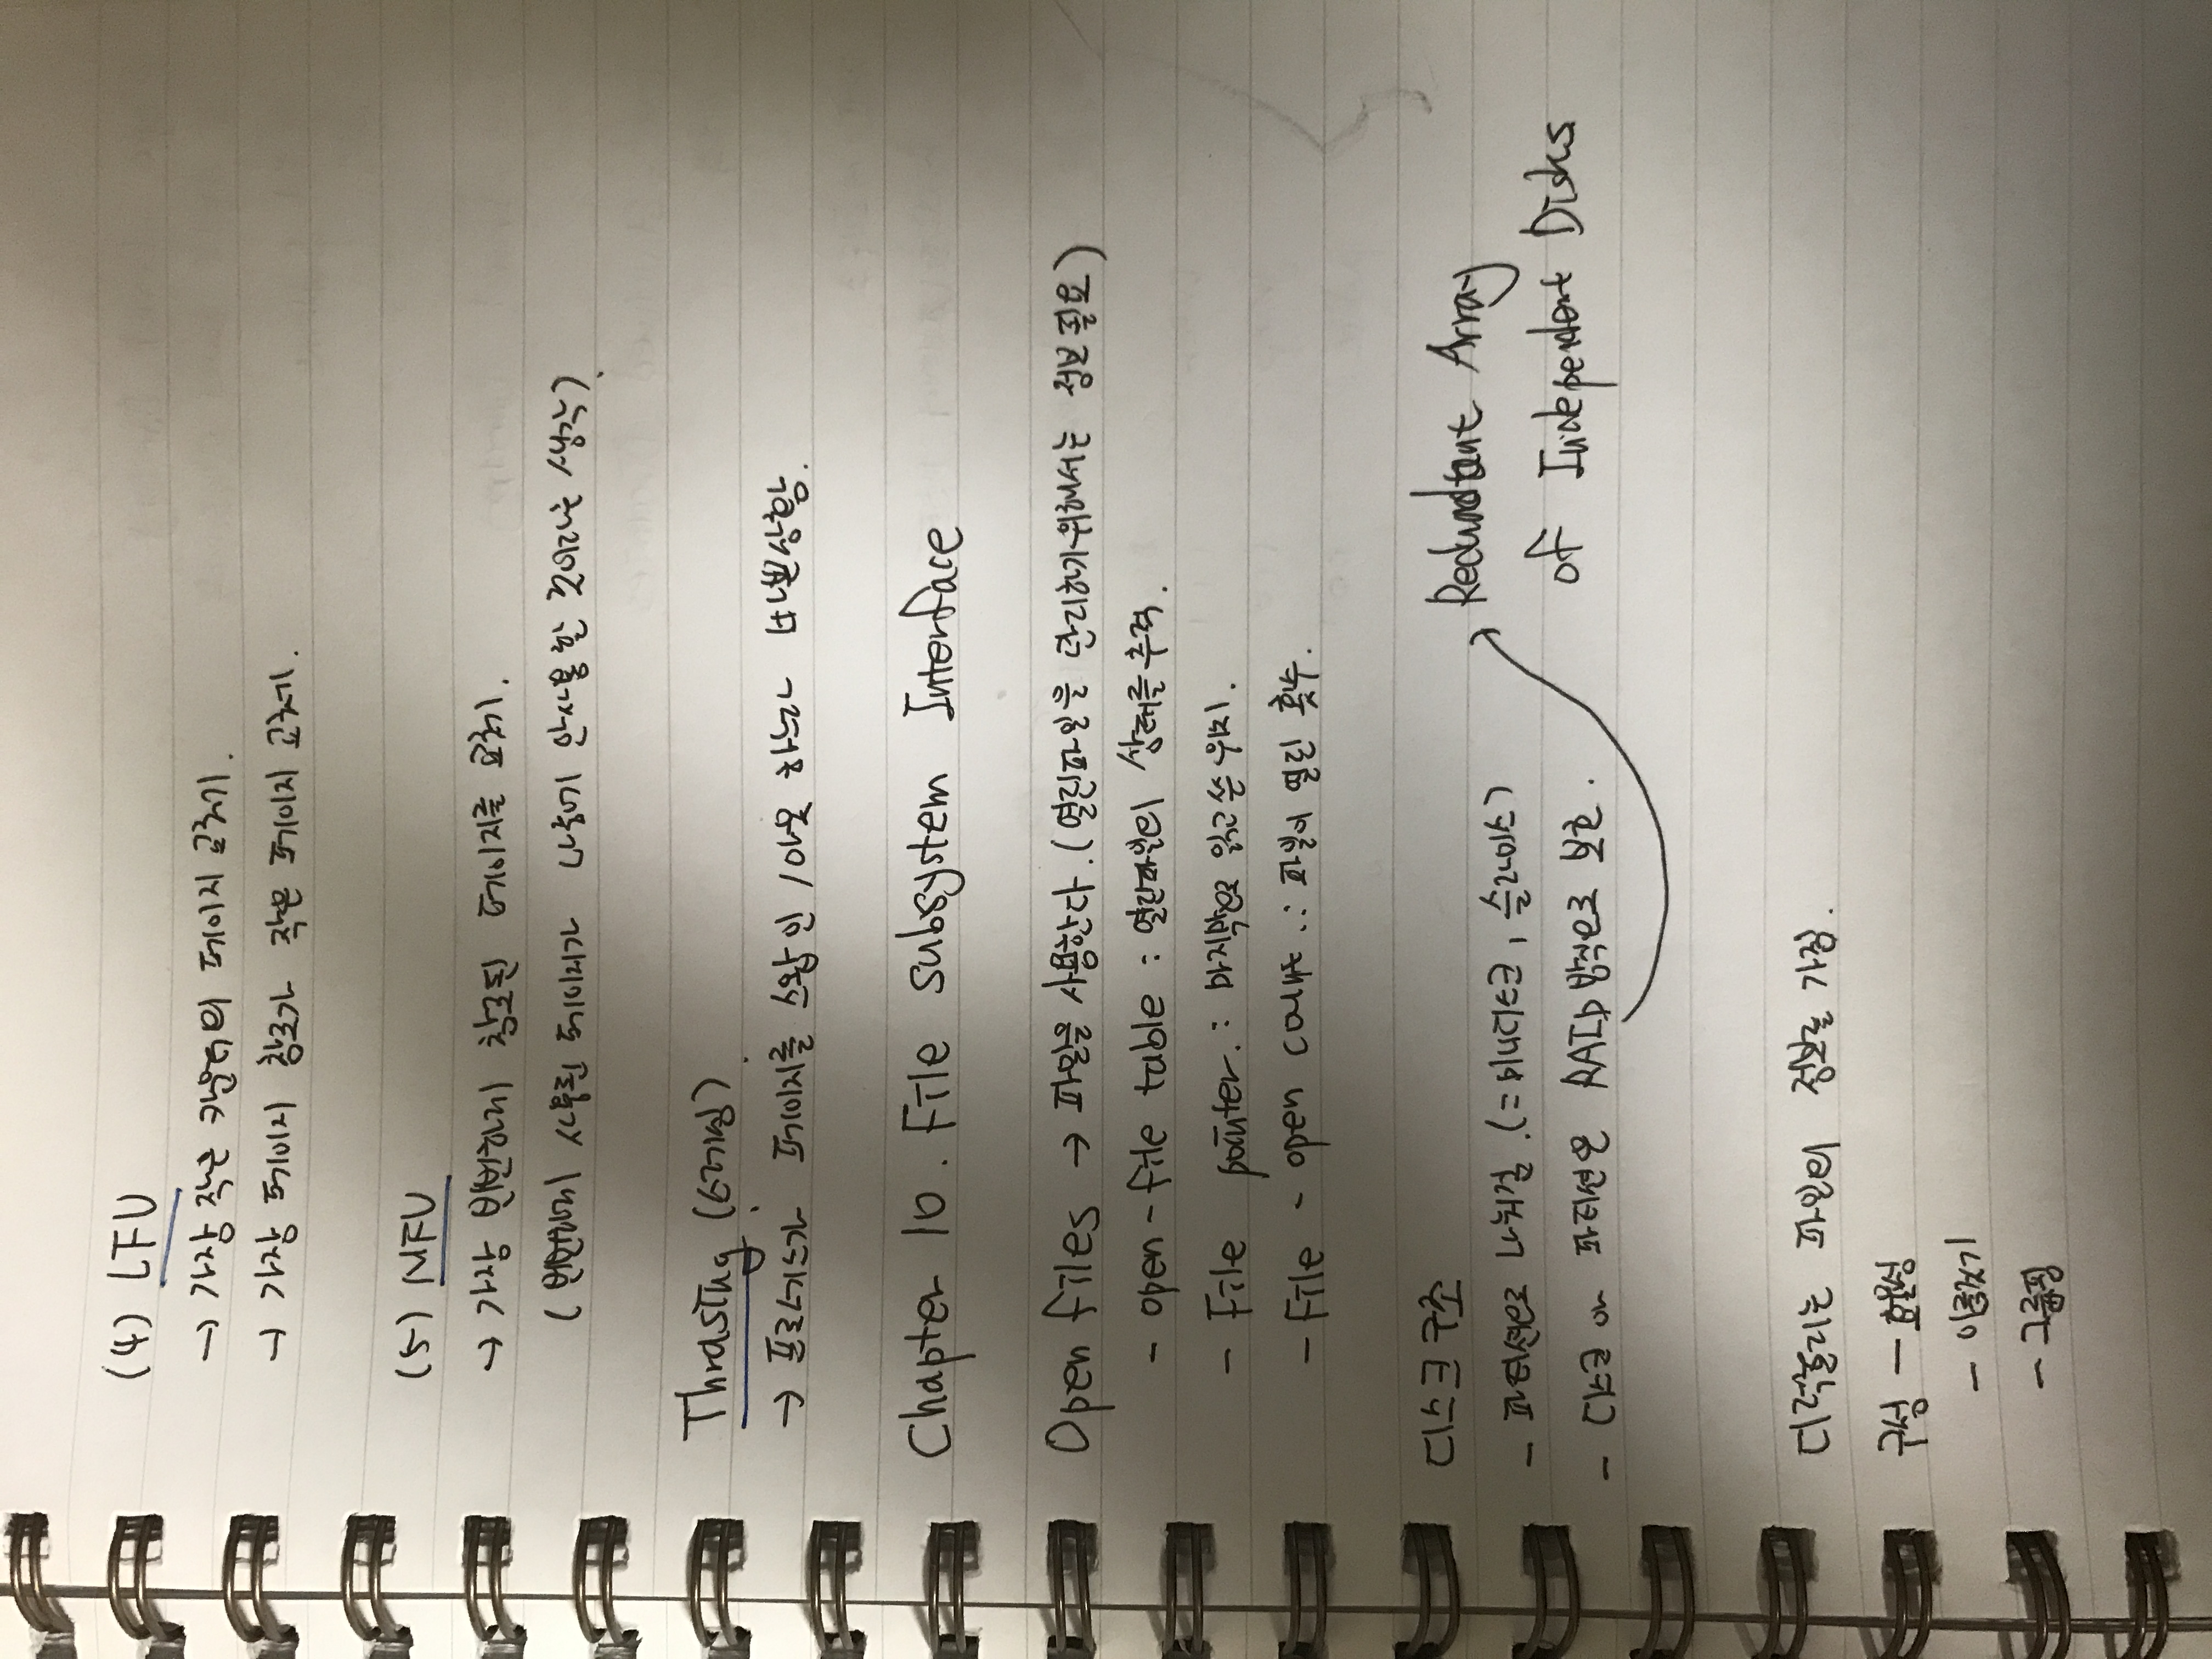 (4) LFU
→ 가장 작은 카운터의 페이지 교체기.
→ 가장 페이지 참조가 작은 페이지 교체기.
(5) MFU
→ 가장 빈번하게 참조된 페이지를 교체기.
( 빈번하게 사용된 페이지가 나중에 안사용할 것이라는 생각).
Thrasing (스레싱).
→ 프로세스가 페이지를 스왑 인 / 아웃 하느라 바쁜상황.
Chapter 10. File subsystem Interface
Open files → 파일을 사용한다. (열린파일을 관리하기위해서는 정보 필요)
- open-file table : 열린파일의 상태를 추적.
- File pointer. : 마지막으로 읽고 쓴 위치.
- File - open count .: 파일이 열린 횟수.
디스크 구조
- 파티션으로 나눠짐. (= 미니디스크, 슬라이스)
- 디스크 or 파티션은 RAID 방식으로 보호.
Redundtant Array
of Independent Disks
디렉출리는 파일의 정보를 가짐.
구성 - 효율성
- 이름짓기
- 그룹핑